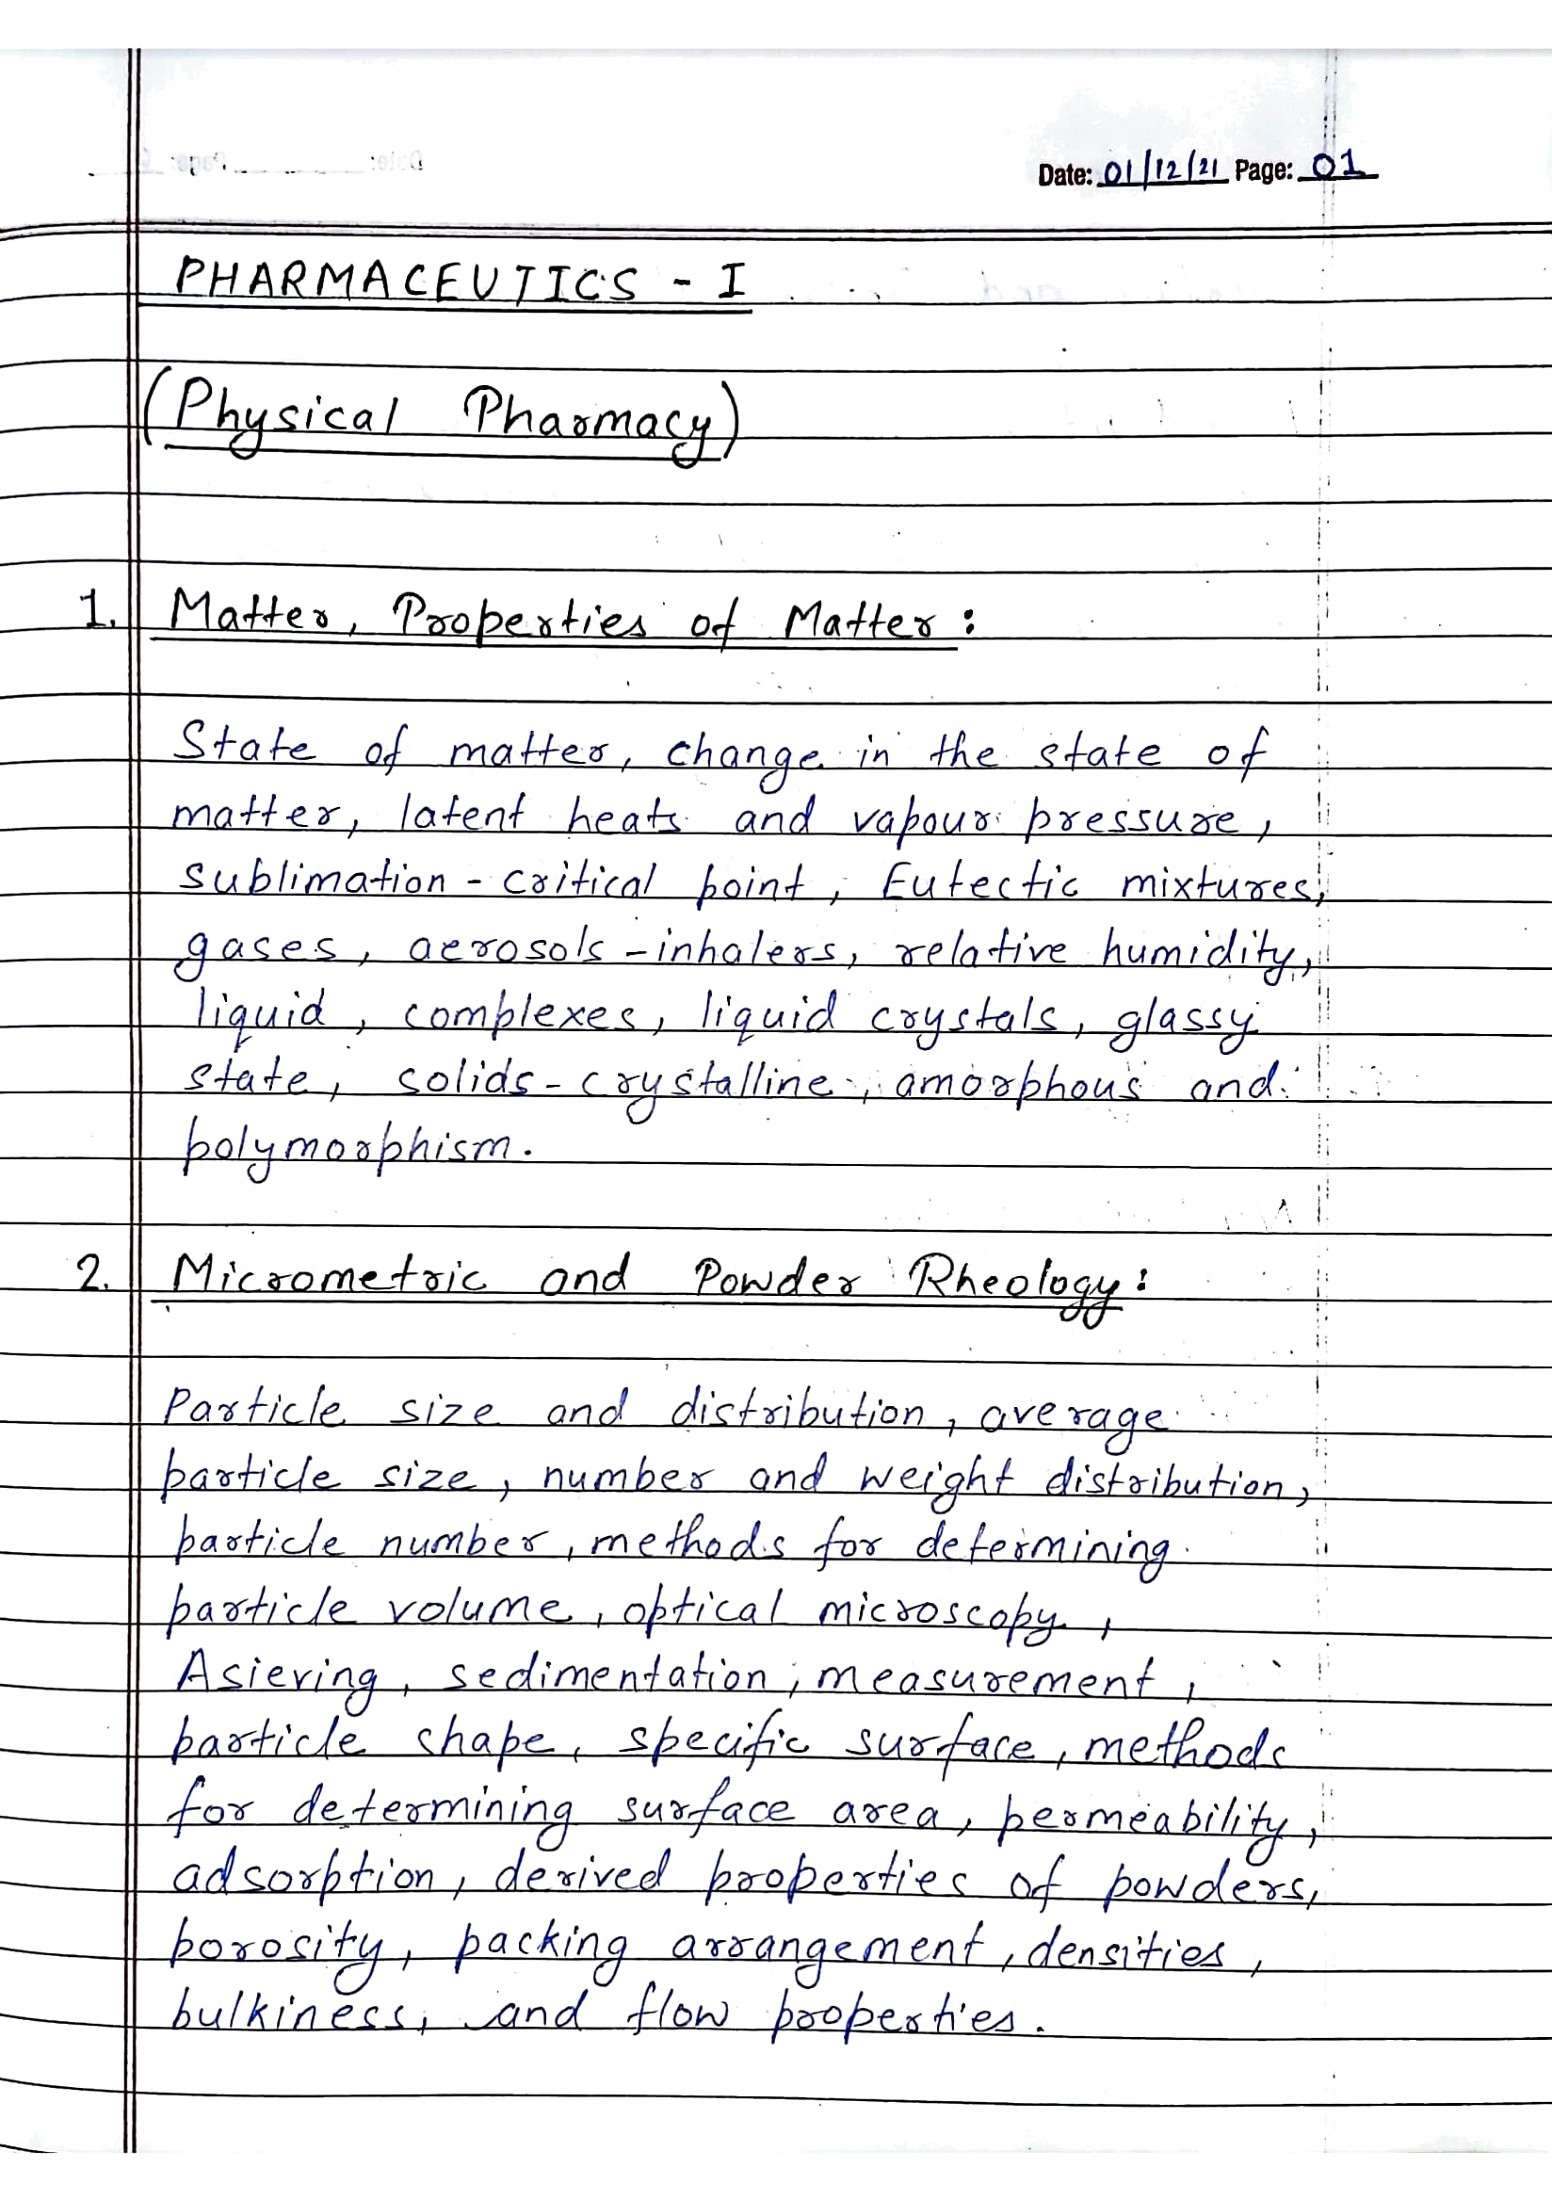 Date: 01/12/21 Page: 01
PHARMACEUTICS - I
(Physical Pharmacy)
1. Matter, Properties of Matter :
State of matter, change in the state of
matter, latent heats and vapour pressure,
sublimation - critical point, Eutectic mixtures,
gases, aerosols - inhalers, relative humidity,
liquid, complexes, liquid crystals, glassy
state, solids - crystalline, amorphous and
polymorphism.
2. Micrometric and Powder Rheology :
Particle size and distribution, average
particle size, number and weight distribution,
particle number, methods for determining
particle volume, optical microscopy,
Asieving, sedimentation, measurement,
particle shape, specific surface, methods
for determining surface area, permeability,
adsorption, derived properties of powders,
porosity, packing arrangement, densities,
bulkiness, and flow properties.